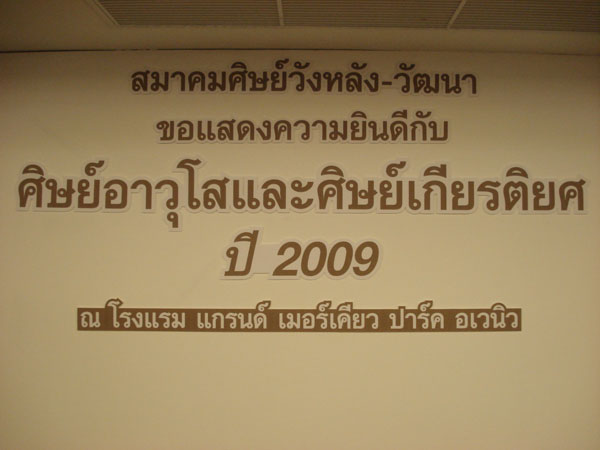 สมาคมศิษย์วังหลัง-วัฒนา
ขอแสดงความยินดีกับ
ศิษย์อาวุโสและศิษย์เกียรติยศ
ปี 2009
ณ โรงแรม แกรนด์ เมอร์เคียว ปาร์ค อเวนิว